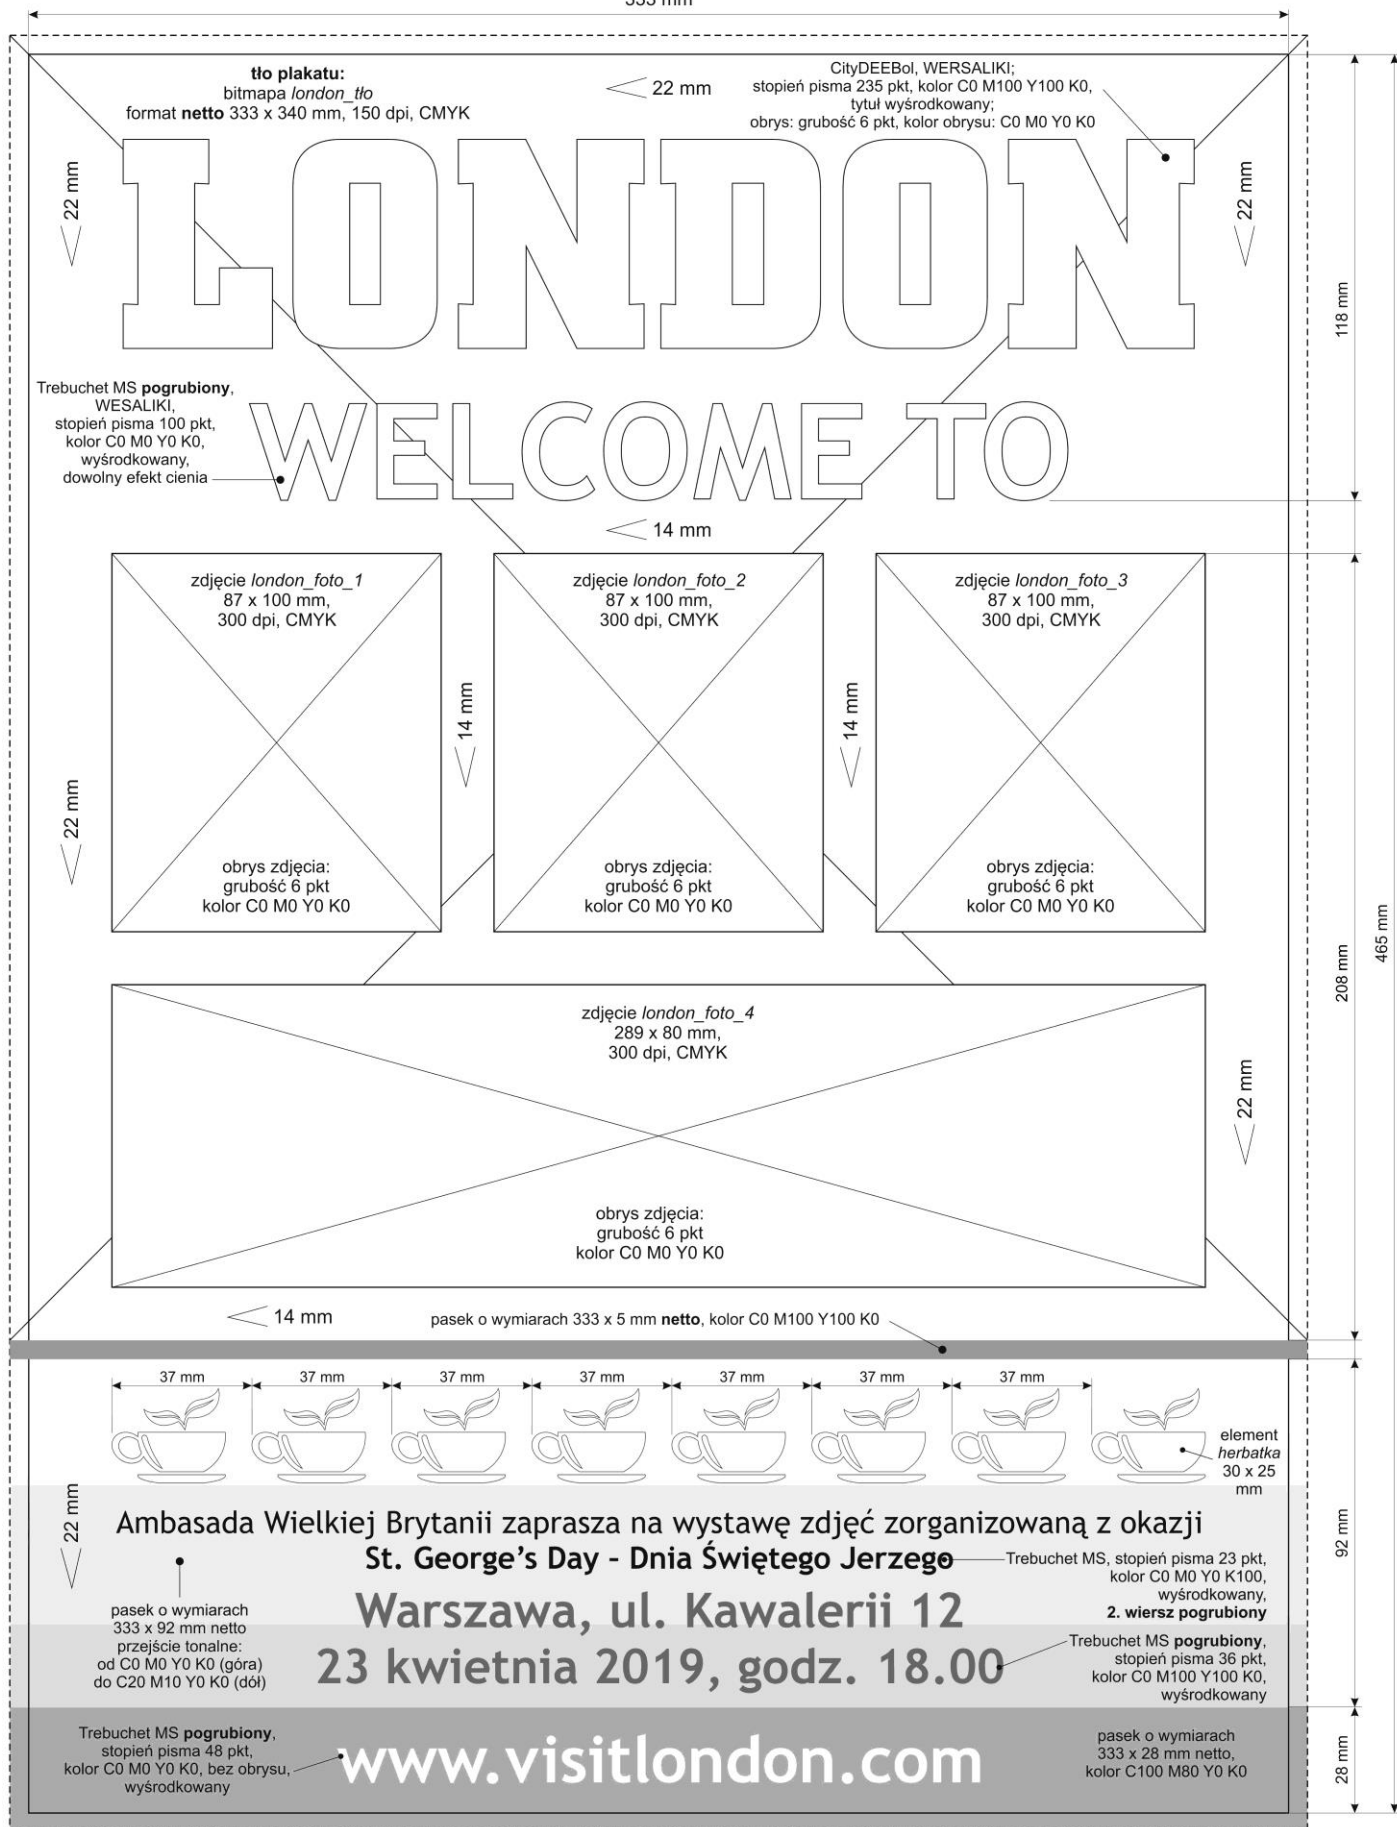 333 mm
tło plakatu:
bitmapa london_tło
format netto 333 x 340 mm, 150 dpi, CMYK
22 mm
CityDEEBol, WERSALIKI;
stopień pisma 235 pkt, kolor C0 M100 Y100 K0,
tytuł wyśrodkowany;
obrys: grubość 6 pkt, kolor obrysu: C0 M0 Y0 K0
22 mm
LONDON
22 mm
118 mm
Trebuchet MS pogrubiony,
WESALIKI,
stopień pisma 100 pkt,
kolor C0 M0 Y0 K0,
wyśrodkowany,
dowolny efekt cienia
WELCOME TO
14 mm
zdjęcie london_foto_1
87 x 100 mm,
300 dpi, CMYK
zdjęcie london_foto_2
87 x 100 mm,
300 dpi, CMYK
zdjęcie london_foto_3
87 x 100 mm,
300 dpi, CMYK
14 mm
14 mm
22 mm
obrys zdjęcia:
grubość 6 pkt
kolor C0 M0 Y0 K0
obrys zdjęcia:
grubość 6 pkt
kolor C0 M0 Y0 K0
obrys zdjęcia:
grubość 6 pkt
kolor C0 M0 Y0 K0
208 mm
465 mm
zdjęcie london_foto_4
289 x 80 mm,
300 dpi, CMYK
22 mm
obrys zdjęcia:
grubość 6 pkt
kolor C0 M0 Y0 K0
14 mm
pasek o wymiarach 333 x 5 mm netto, kolor C0 M100 Y100 K0
37 mm
37 mm
37 mm
37 mm
37 mm
37 mm
37 mm
element
herbatka
30 x 25
mm
22 mm
92 mm
Ambasada Wielkiej Brytanii zaprasza na wystawę zdjęć zorganizowaną z okazji
St. George’s Day – Dnia Świętego Jerzego
Trebuchet MS, stopień pisma 23 pkt,
kolor C0 M0 Y0 K100,
wyśrodkowany,
2. wiersz pogrubiony
pasek o wymiarach
333 x 92 mm netto
przejście tonalne:
od C0 M0 Y0 K0 (góra)
do C20 M10 Y0 K0 (dół)
Warszawa, ul. Kawalerii 12
23 kwietnia 2019, godz. 18.00
Trebuchet MS pogrubiony,
stopień pisma 36 pkt,
kolor C0 M100 Y100 K0,
wyśrodkowany
Trebuchet MS pogrubiony,
stopień pisma 48 pkt,
kolor C0 M0 Y0 K0, bez obrysu,
wyśrodkowany
www.visitlondon.com
pasek o wymiarach
333 x 28 mm netto,
kolor C100 M80 Y0 K0
28 mm